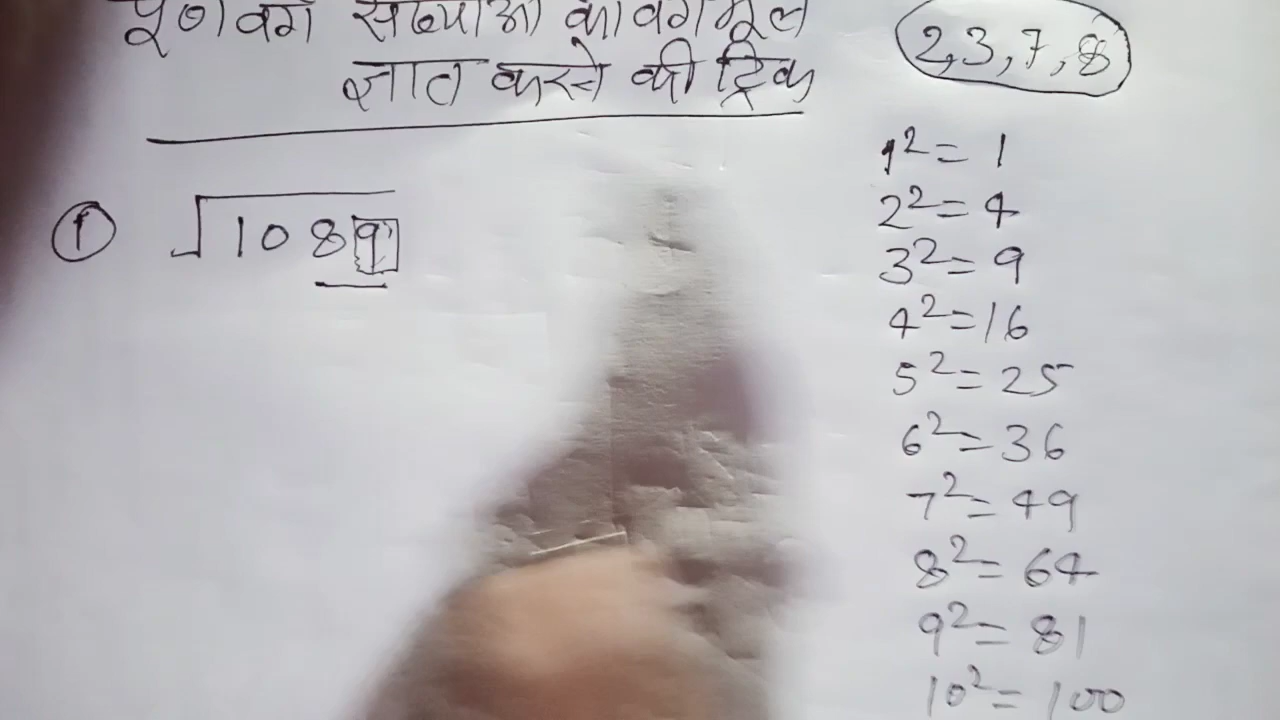 पूर्ण वर्ग संख्याओं का वर्गमूल
ज्ञात करने की ट्रिक
2,3,7,8
① √1089
1² = 1
2² = 4
3² = 9
4² = 16
5² = 25
6² = 36
7² = 49
8² = 64
9² = 81
10² = 100